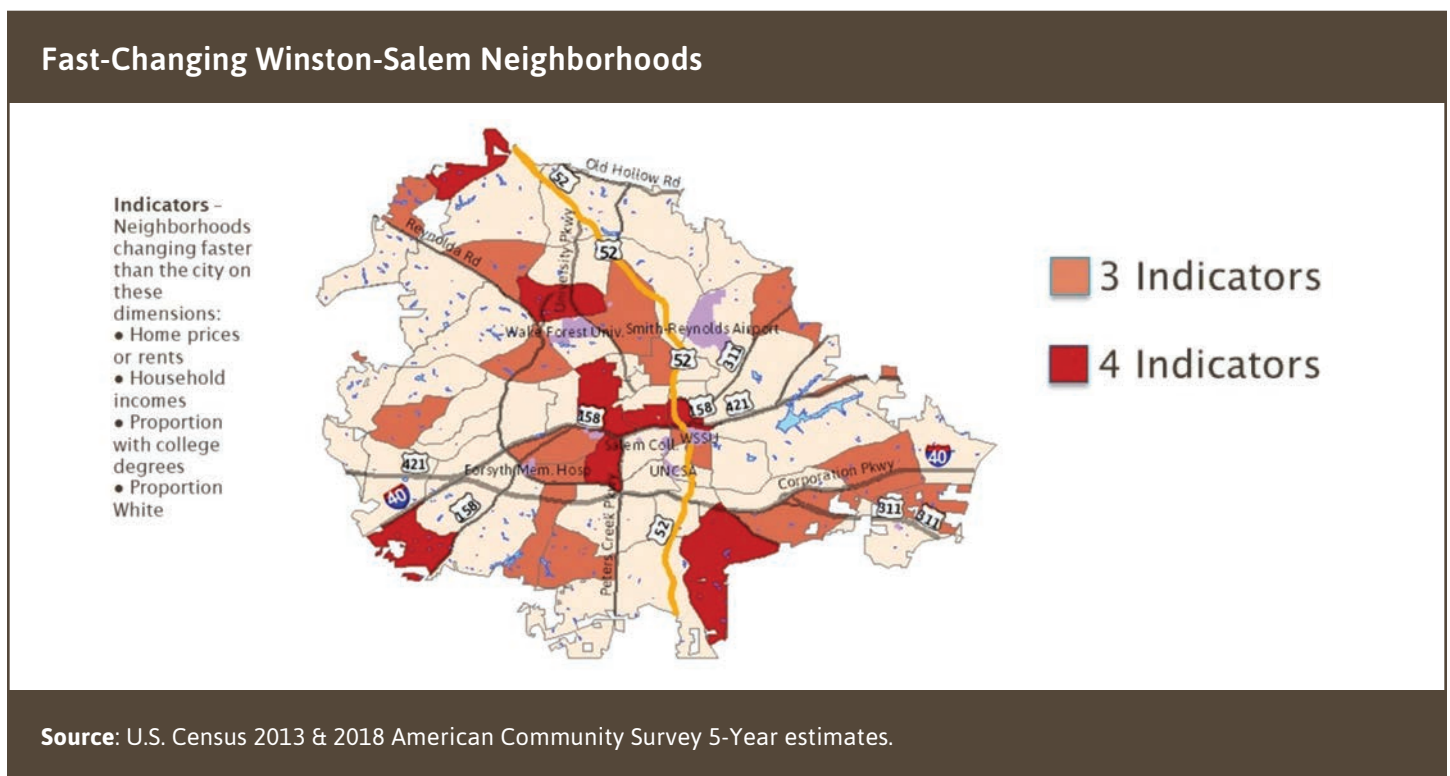 Fast-Changing Winston-Salem Neighborhoods
Indicators –
Neighborhoods
changing faster
than the city on
these
dimensions:
● Home prices
or rents
● Household
incomes
● Proportion
with college
degrees
● Proportion
White
Old Hollow Rd
52
Reynolda Rd
University Pkwy
52
Wake Forest Univ.
Smith-Reynolds Airport
52
311
158
158
421
Salem Coll.
WSSU
421
Forsyth Mem. Hosp
UNCSA
Corporation Pkwy
40
40
158
52
Peters Creek Pkwy
311
311
3 Indicators
4 Indicators
Source: U.S. Census 2013 & 2018 American Community Survey 5-Year estimates.